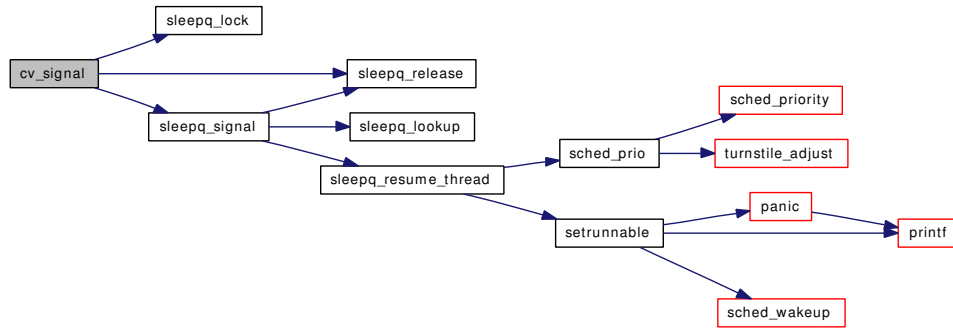 sleepq_lock
cv_signal
sleepq_release
sleepq_signal
sleepq_lookup
sleepq_resume_thread
sched_prio
sched_priority
turnstile_adjust
setrunnable
panic
printf
sched_wakeup